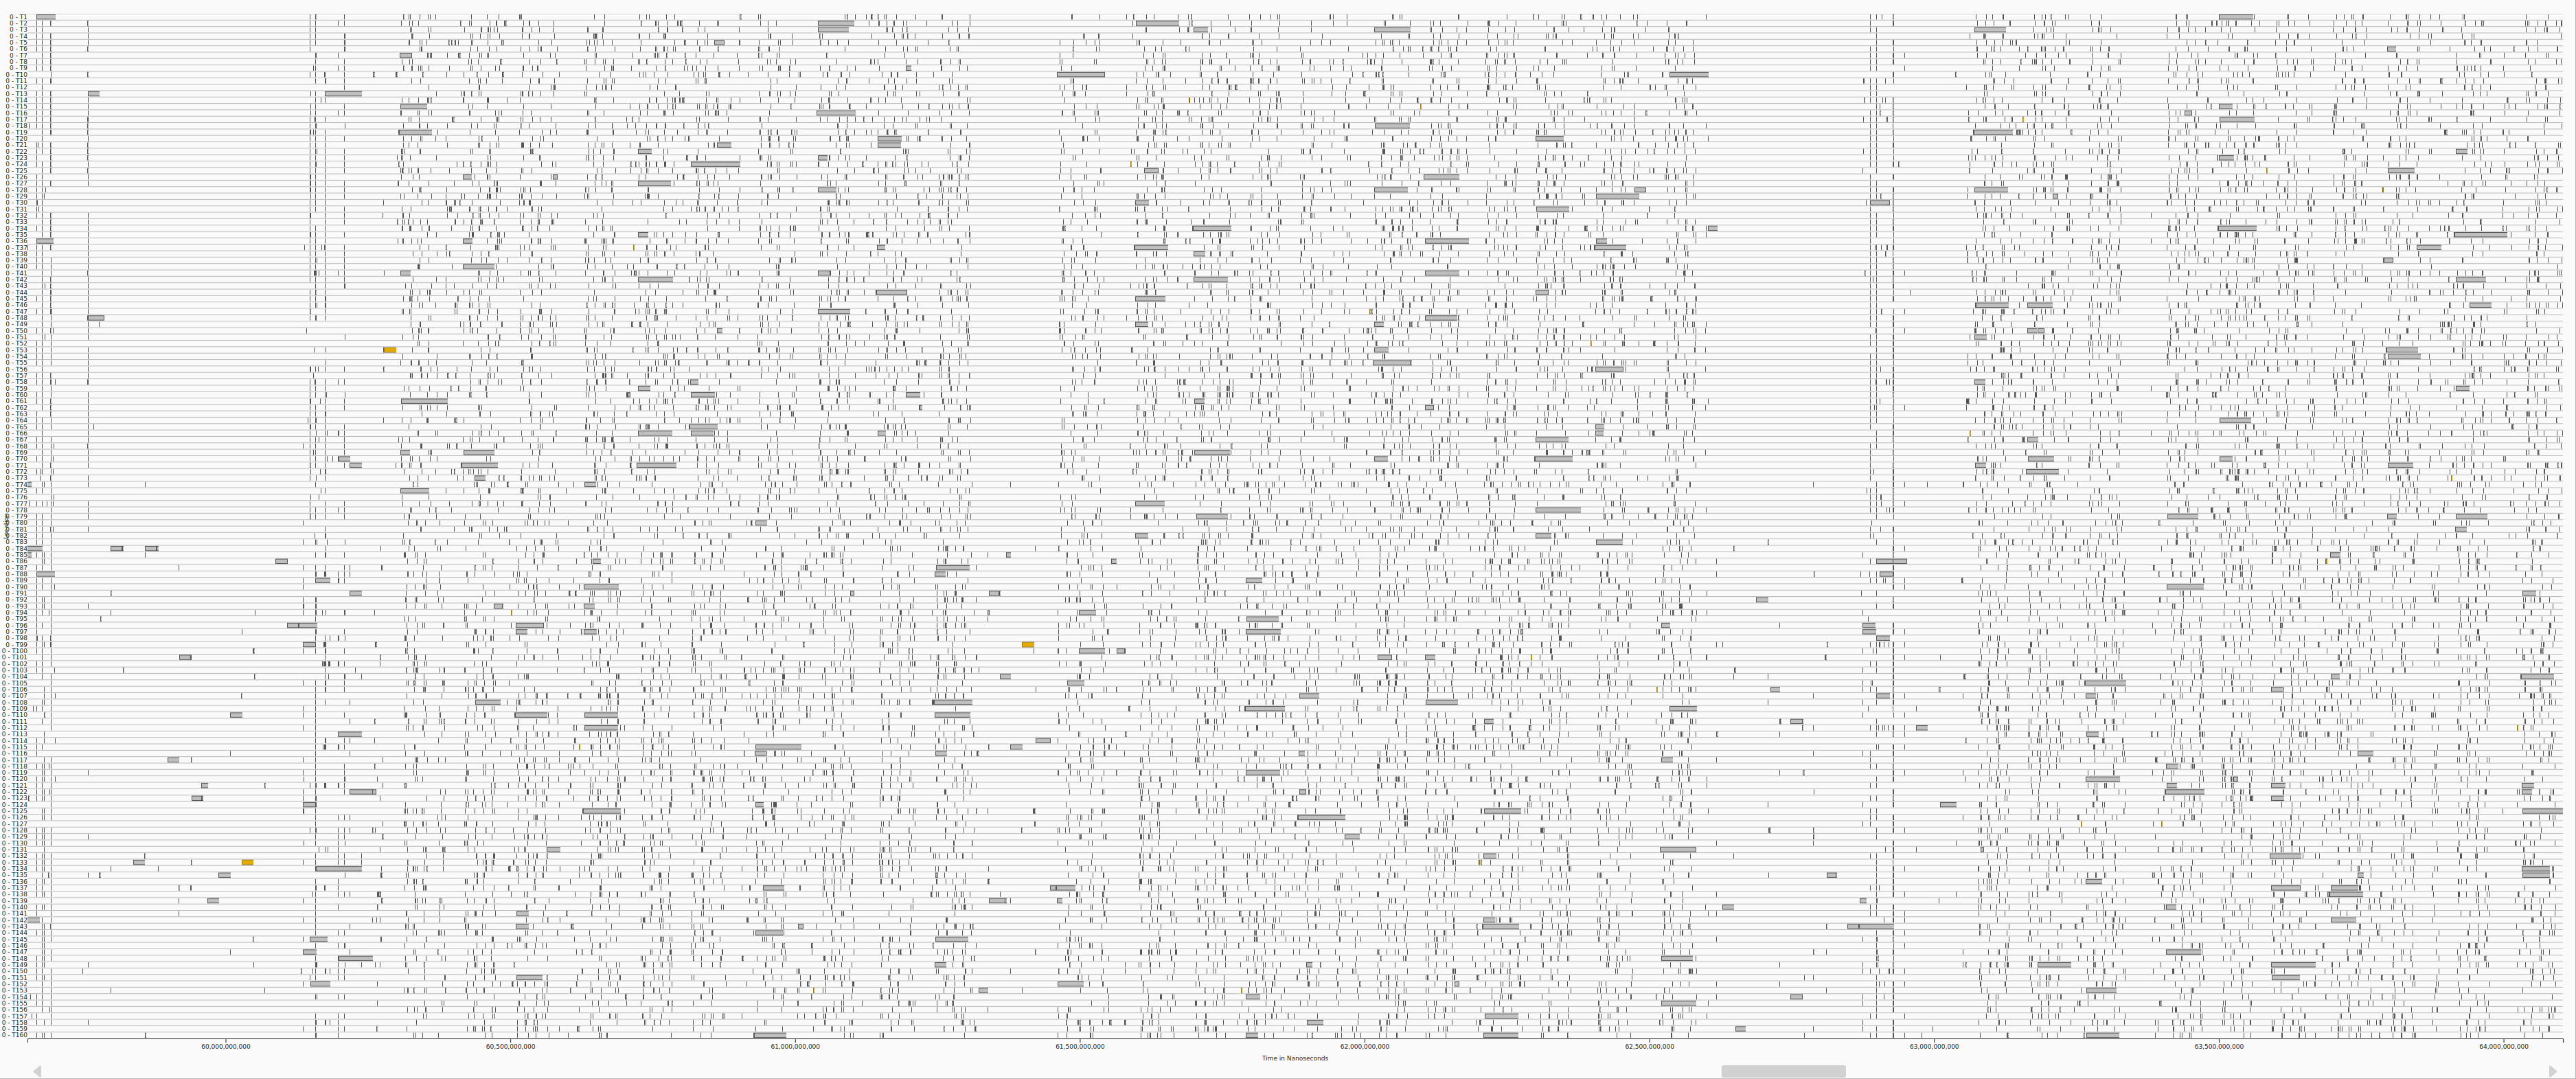 0 - T1
0 - T2
0 - T3
0 - T4
0 - T5
0 - T6
0 - T7
0 - T8
0 - T9
0 - T10
0 - T11
0 - T12
0 - T13
0 - T14
0 - T15
0 - T16
0 - T17
0 - T18
0 - T19
0 - T20
0 - T21
0 - T22
0 - T23
0 - T24
0 - T25
0 - T26
0 - T27
0 - T28
0 - T29
0 - T30
0 - T31
0 - T32
0 - T33
0 - T34
0 - T35
0 - T36
0 - T37
0 - T38
0 - T39
0 - T40
0 - T41
0 - T42
0 - T43
0 - T44
0 - T45
0 - T46
0 - T47
0 - T48
0 - T49
0 - T50
0 - T51
0 - T52
0 - T53
0 - T54
0 - T55
0 - T56
0 - T57
0 - T58
0 - T59
0 - T60
0 - T61
0 - T62
0 - T63
0 - T64
0 - T65
0 - T66
0 - T67
0 - T68
0 - T69
0 - T70
0 - T71
0 - T72
0 - T73
0 - T74
0 - T75
0 - T76
0 - T77
0 - T78
0 - T79
0 - T80
0 - T81
0 - T82
0 - T83
0 - T84
0 - T85
0 - T86
0 - T87
0 - T88
0 - T89
0 - T90
0 - T91
0 - T92
0 - T93
0 - T94
0 - T95
0 - T96
0 - T97
0 - T98
0 - T99
0 - T100
0 - T101
0 - T102
0 - T103
0 - T104
0 - T105
0 - T106
0 - T107
0 - T108
0 - T109
0 - T110
0 - T111
0 - T112
0 - T113
0 - T114
0 - T115
0 - T116
0 - T117
0 - T118
0 - T119
0 - T120
0 - T121
0 - T122
0 - T123
0 - T124
0 - T125
0 - T126
0 - T127
0 - T128
0 - T129
0 - T130
0 - T131
0 - T132
0 - T133
0 - T134
0 - T135
0 - T136
0 - T137
0 - T138
0 - T139
0 - T140
0 - T141
0 - T142
0 - T143
0 - T144
0 - T145
0 - T146
0 - T147
0 - T148
0 - T149
0 - T150
0 - T151
0 - T152
0 - T153
0 - T154
0 - T155
0 - T156
0 - T157
0 - T158
0 - T159
0 - T160
60,000,000,000 60,500,000,000 61,000,000,000 61,500,000,000 62,000,000,000 62,500,000,000 63,000,000,000 63,500,000,000 64,000,000,000
Time in Nanoseconds